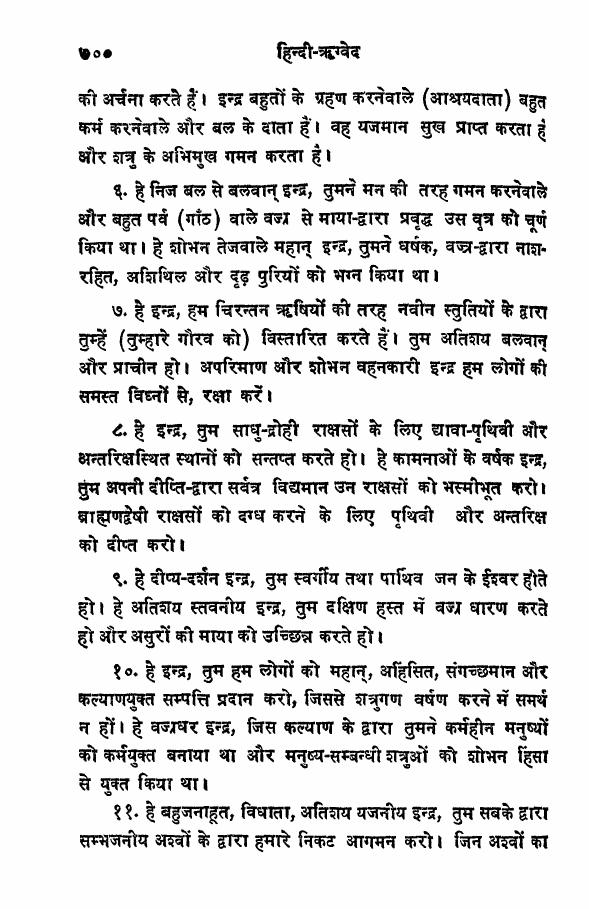 ७०० हिन्दी-ऋग्वेद
की अर्चना करते हैं। इन्द्र बहुतों के ग्रहण करनेवाले (आश्रयदाता) बहुत
कर्म करनेवाले और बल के दाता हैं। वह यजमान सुख प्राप्त करता है
और शत्रु के अभिमुख गमन करता है।
६. हे निज बल से बलवान् इन्द्र, तुमने मन की तरह गमन करनेवाले
और बहुत पर्व (गाँठ) वाले वज्र से माया-द्वारा प्रवृद्ध उस वृत्र को चूर्ण
किया था। हे शोभन तेजवाले महान् इन्द्र, तुमने धर्षक, वज्र-द्वारा नाश-
रहित, अशिथिल और दृढ़ पुरियों को भग्न किया था।
७. हे इन्द्र, हम चिरन्तन ऋषियों की तरह नवीन स्तुतियों के द्वारा
तुम्हें (तुम्हारे गौरव को) विस्तारित करते हैं। तुम अतिशय बलवान्
और प्राचीन हो। अपरिमाण और शोभन वहनकारी इन्द्र हम लोगों की
समस्त विघ्नों से, रक्षा करें।
८. हे इन्द्र, तुम साधु-द्रोही राक्षसों के लिए द्यावा-पृथिवी और
अन्तरिक्षस्थित स्थानों को सन्तप्त करते हो। हे कामनाओं के वर्षक इन्द्र,
तुम अपनी दीप्ति-द्वारा सर्वत्र विद्यमान उन राक्षसों को भस्मीभूत करो।
ब्राह्मणद्वेषी राक्षसों को दग्ध करने के लिए पृथिवी और अन्तरिक्ष
को दीप्त करो।
९. हे दीप्य-दर्शन इन्द्र, तुम स्वर्गीय तथा पार्थिव जन के ईश्वर होते
हो। हे अतिशय स्तवनीय इन्द्र, तुम दक्षिण हस्त में वज्र धारण करते
हो और असुरों की माया को उच्छिन्न करते हो।
१०. हे इन्द्र, तुम हम लोगों को महान्, अहिंसित, संगच्छमान और
कल्याणयुक्त सम्पत्ति प्रदान करो, जिससे शत्रुगण वर्षण करने में समर्थ
न हों। हे वज्रधर इन्द्र, जिस कल्याण के द्वारा तुमने कर्महीन मनुष्यों
को कर्मयुक्त बनाया था और मनुष्य-सम्बन्धी शत्रुओं को शोभन हिंसा
से युक्त किया था।
११. हे बहुजनाहूत, विधाता, अतिशय यजनीय इन्द्र, तुम सबके द्वारा
सम्भजनीय अश्वों के द्वारा हमारे निकट आगमन करो। जिन अश्वों का